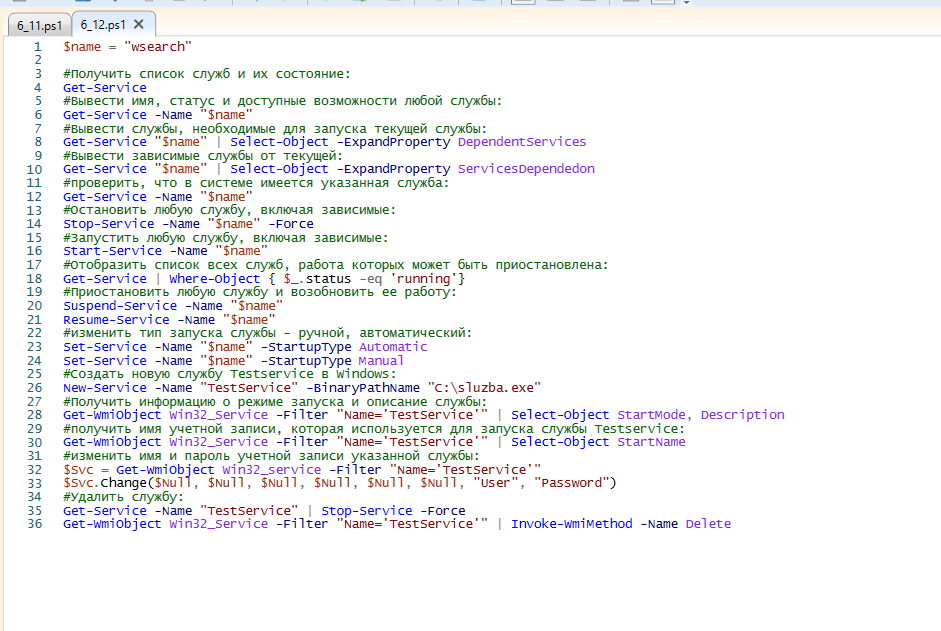 6_11.ps1 6_12.ps1
1 $name = "wsearch"
2
3 #Получить список служб и их состояние:
4 Get-Service
5 #Вывести имя, статус и доступные возможности любой службы:
6 Get-Service -Name "$name"
7 #Вывести службы, необходимые для запуска текущей службы:
8 Get-Service "$name" | Select-Object -ExpandProperty DependentServices
9 #Вывести зависимые службы от текущей:
10 Get-Service "$name" | Select-Object -ExpandProperty ServicesDependedon
11 #проверить, что в системе имеется указанная служба:
12 Get-Service -Name "$name"
13 #Остановить любую службу, включая зависимые:
14 Stop-Service -Name "$name" -Force
15 #Запустить любую службу, включая зависимые:
16 Start-Service -Name "$name"
17 #Отобразить список всех служб, работа которых может быть приостановлена:
18 Get-Service | Where-Object { $_.status -eq 'running'}
19 #Приостановить любую службу и возобновить ее работу:
20 Suspend-Service -Name "$name"
21 Resume-Service -Name "$name"
22 #изменить тип запуска службы - ручной, автоматический:
23 Set-Service -Name "$name" -StartupType Automatic
24 Set-Service -Name "$name" -StartupType Manual
25 #Создать новую службу Testservice в Windows:
26 New-Service -Name "TestService" -BinaryPathName "C:\sluzba.exe"
27 #Получить информацию о режиме запуска и описание службы:
28 Get-WmiObject Win32_Service -Filter "Name='TestService'" | Select-Object StartMode, Description
29 #получить имя учетной записи, которая используется для запуска службы Testservice:
30 Get-WmiObject Win32_Service -Filter "Name='TestService'" | Select-Object StartName
31 #изменить имя и пароль учетной записи указанной службы:
32 $Svc = Get-WmiObject Win32_service -Filter "Name='TestService'"
33 $Svc.Change($Null, $Null, $Null, $Null, $Null, $Null, "User", "Password")
34 #Удалить службу:
35 Get-Service -Name "TestService" | Stop-Service -Force
36 Get-WmiObject Win32_Service -Filter "Name='TestService'" | Invoke-WmiMethod -Name Delete